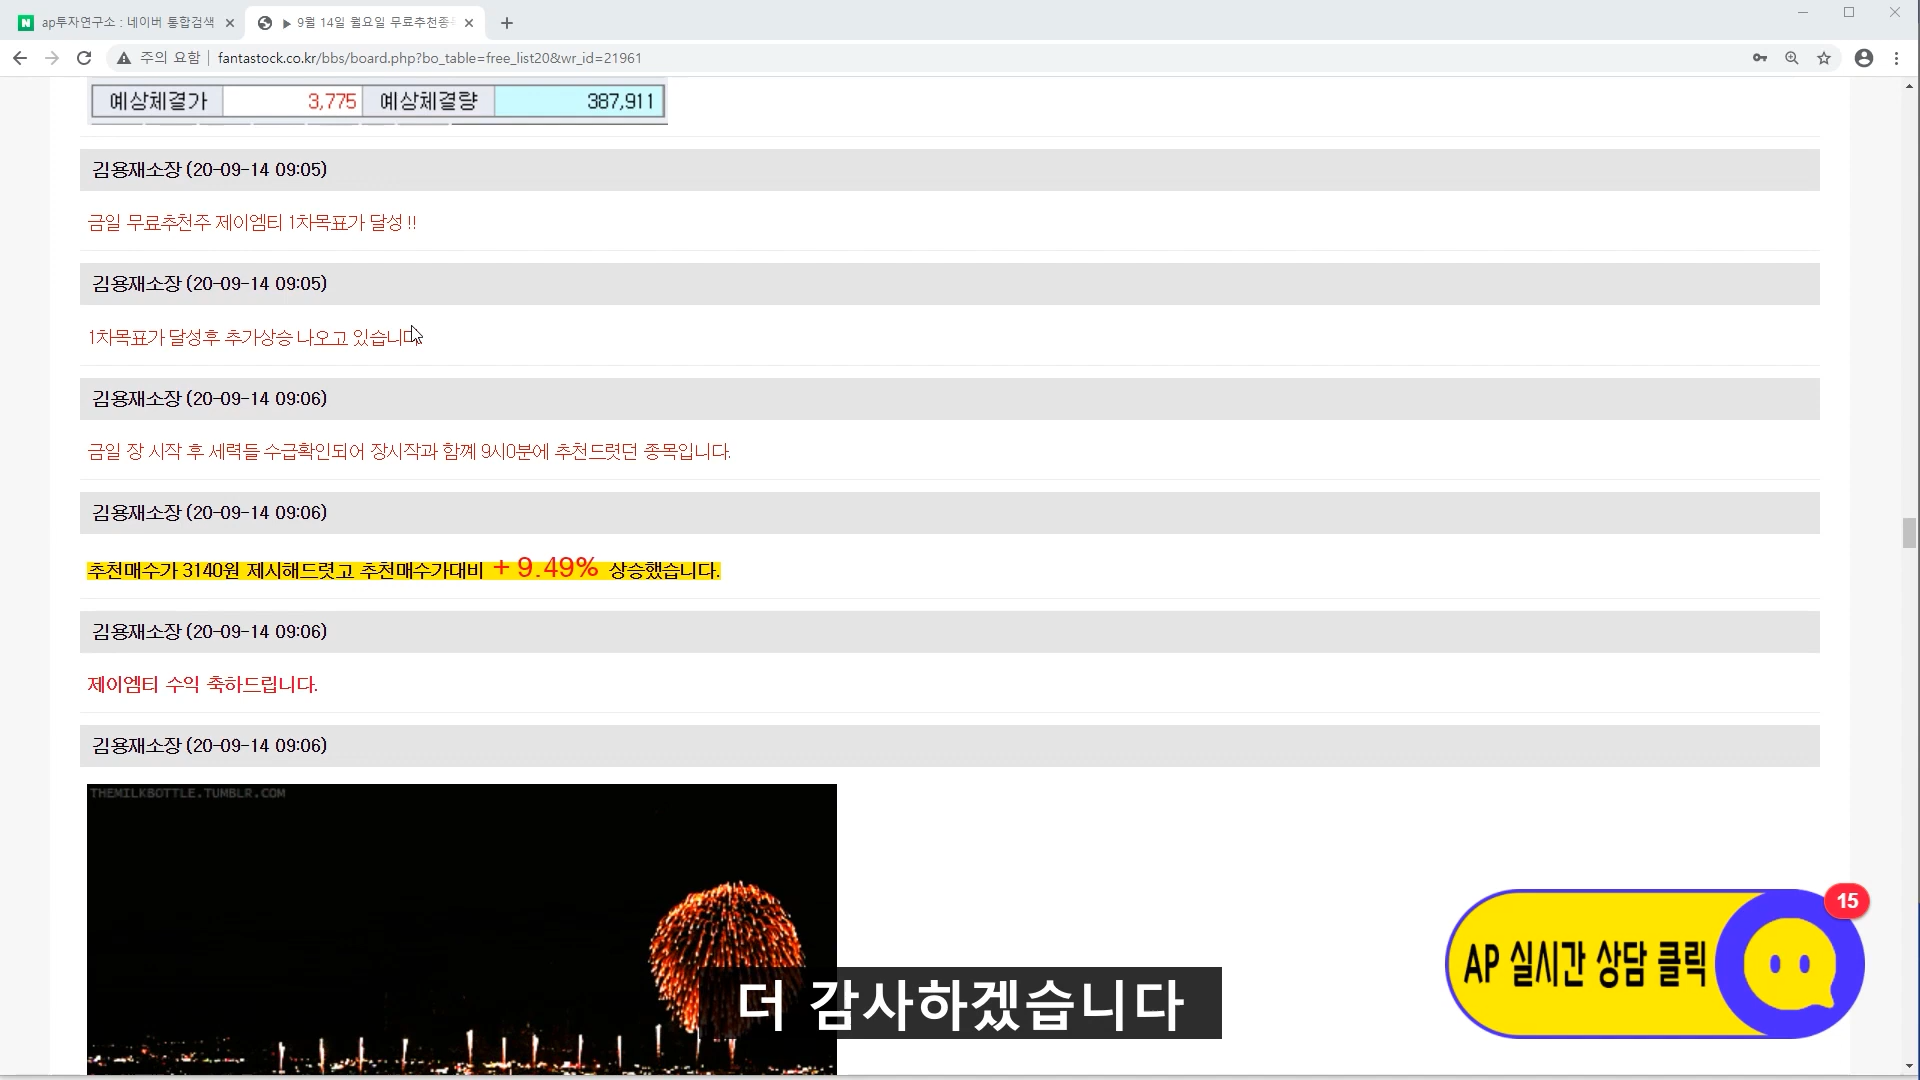 ap투자연구소 : 네이버 통합검색
▶ 9월 14일 월요일 무료추천종
주의 요함
fantastock.co.kr/bbs/board.php?bo_table=free_list20&wr_id=21961
예상체결가 3,775 예상체결량 387,911
김용재소장 (20-09-14 09:05)
금일 무료추천주 제이엠티 1차목표가 달성 !!
김용재소장 (20-09-14 09:05)
1차목표가 달성후 추가상승 나오고 있습니다
김용재소장 (20-09-14 09:06)
금일 장 시작 후 세력들 수급확인되어 장시작과 함꼐 9시0분에 추천드렷던 종목입니다.
김용재소장 (20-09-14 09:06)
추천매수가 3140원 제시해드렷고 추천매수가대비 + 9.49% 상승했습니다.
김용재소장 (20-09-14 09:06)
제이엠티 수익 축하드립니다.
김용재소장 (20-09-14 09:06)
THEMILKBOTTLE.TUMBLR.COM
15
AP 실시간 상담 클릭
더 감사하겠습니다